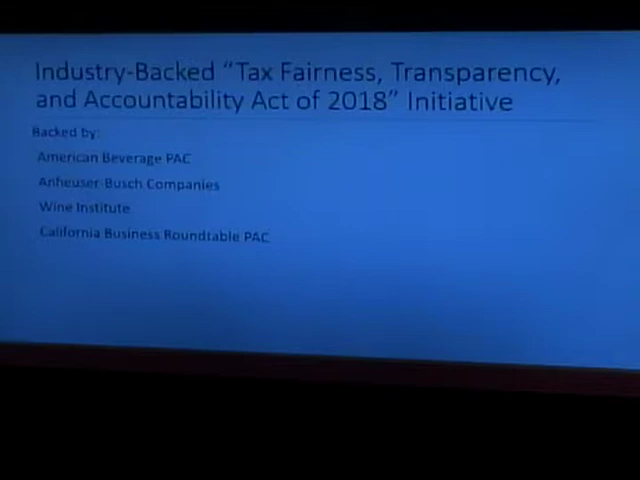 Industry-Backed “Tax Fairness, Transparency,
and Accountability Act of 2018” Initiative
Backed by:
American Beverage PAC
Anheuser-Busch Companies
Wine Institute
California Business Roundtable PAC